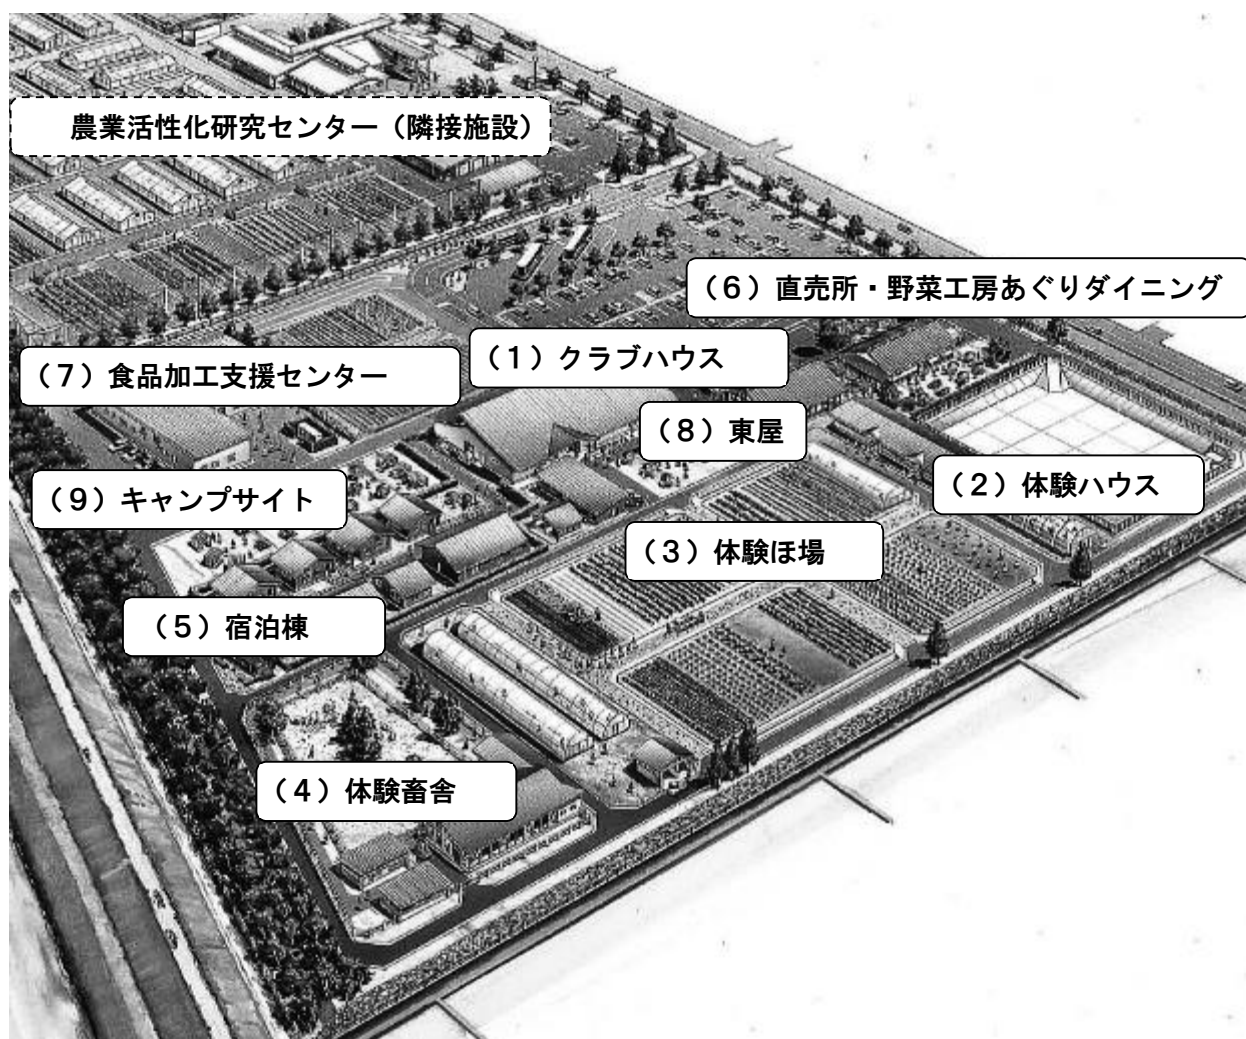 農業活性化研究センター（隣接施設）
（６）直売所・野菜工房あぐりダイニング
（１）クラブハウス
（７）食品加工支援センター
（８）東屋
（２）体験ハウス
（９）キャンプサイト
（３）体験ほ場
（５）宿泊棟
（４）体験畜舎